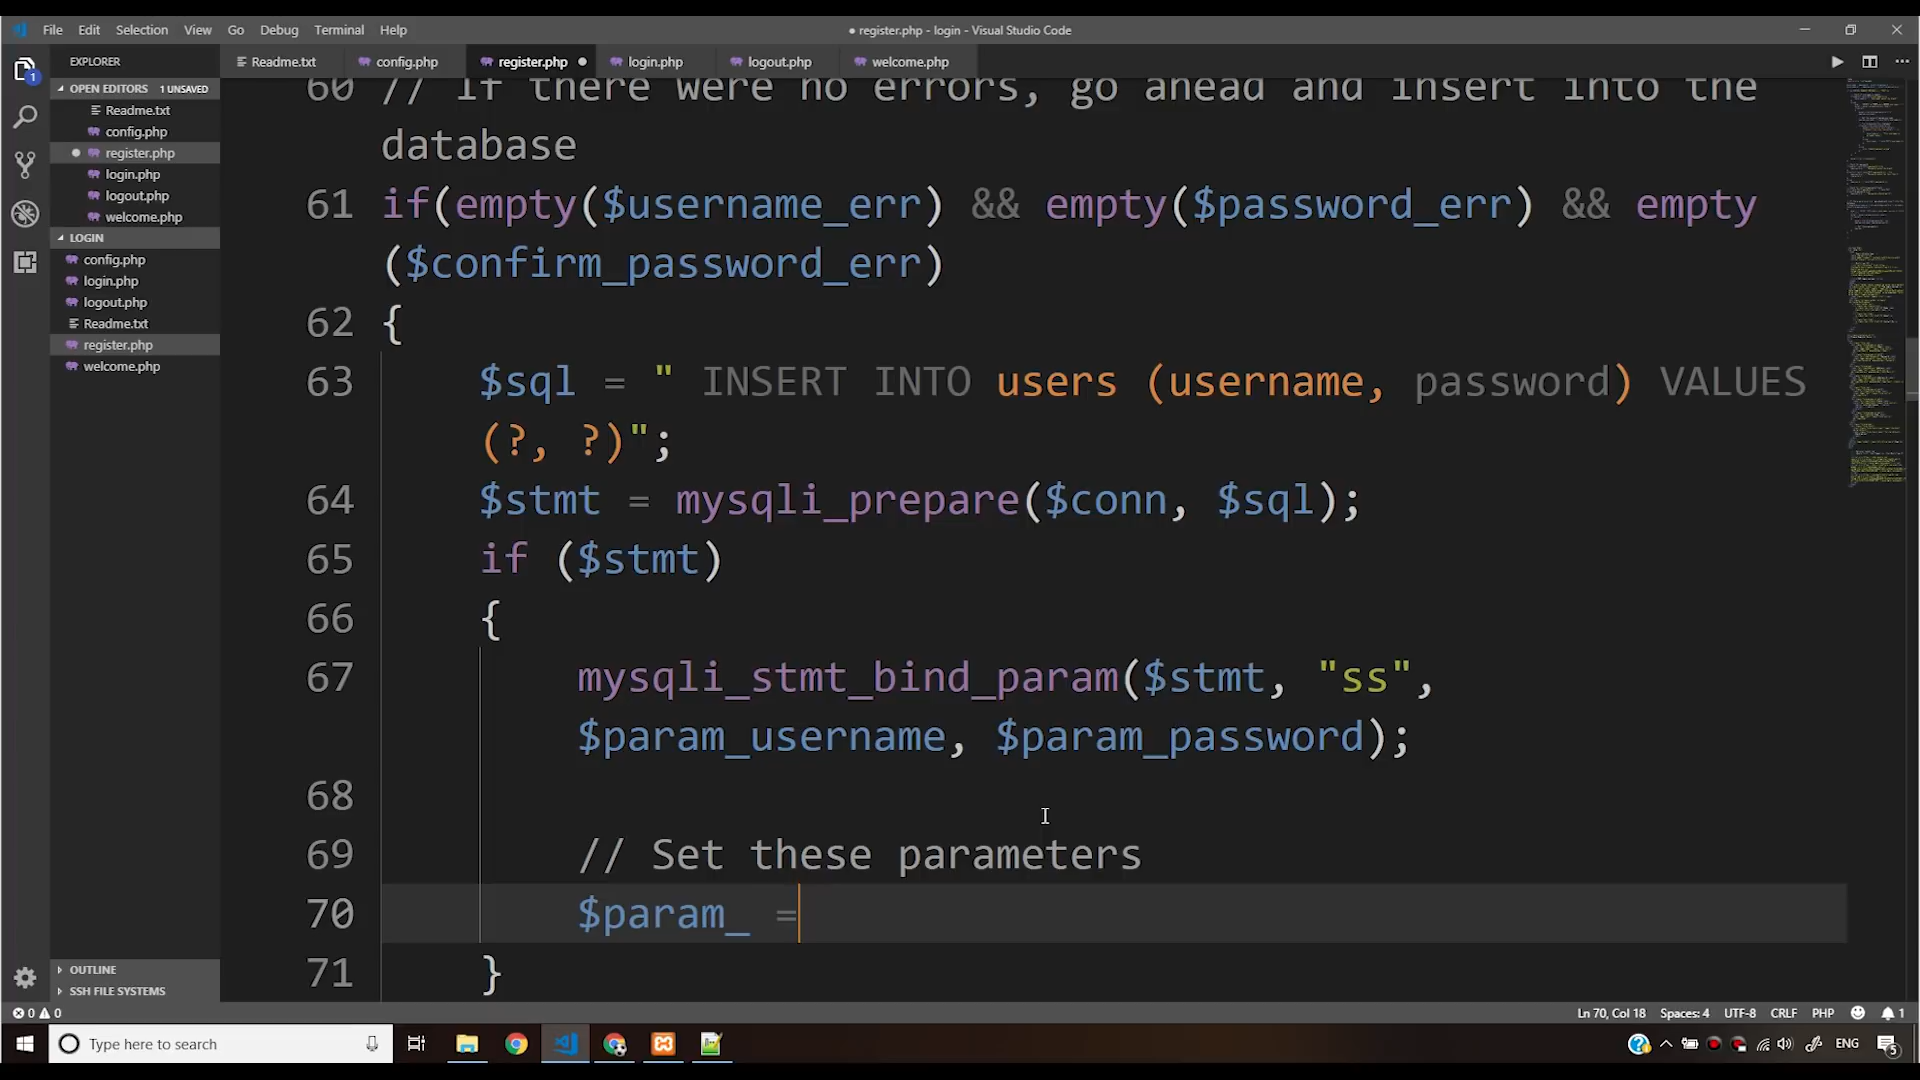 File Edit Selection View Go Debug Terminal Help
● register.php - login - Visual Studio Code
EXPLORER
Readme.txt config.php register.php ● login.php logout.php welcome.php
OPEN EDITORS 1 UNSAVED
Readme.txt
config.php
register.php
login.php
logout.php
welcome.php
LOGIN
config.php
login.php
logout.php
Readme.txt
register.php
welcome.php
OUTLINE
SSH FILE SYSTEMS
60 // If there were no errors, go ahead and insert into the
database
61 if(empty($username_err) && empty($password_err) && empty
($confirm_password_err)
62 {
63 $sql = " INSERT INTO users (username, password) VALUES
(?, ?)";
64 $stmt = mysqli_prepare($conn, $sql);
65 if ($stmt)
66 {
67 mysqli_stmt_bind_param($stmt, "ss",
$param_username, $param_password);
68
69 // Set these parameters
70 $param_ =
71 }
0 0
Ln 70, Col 18 Spaces: 4 UTF-8 CRLF PHP 1
Type here to search
ENG
5
1